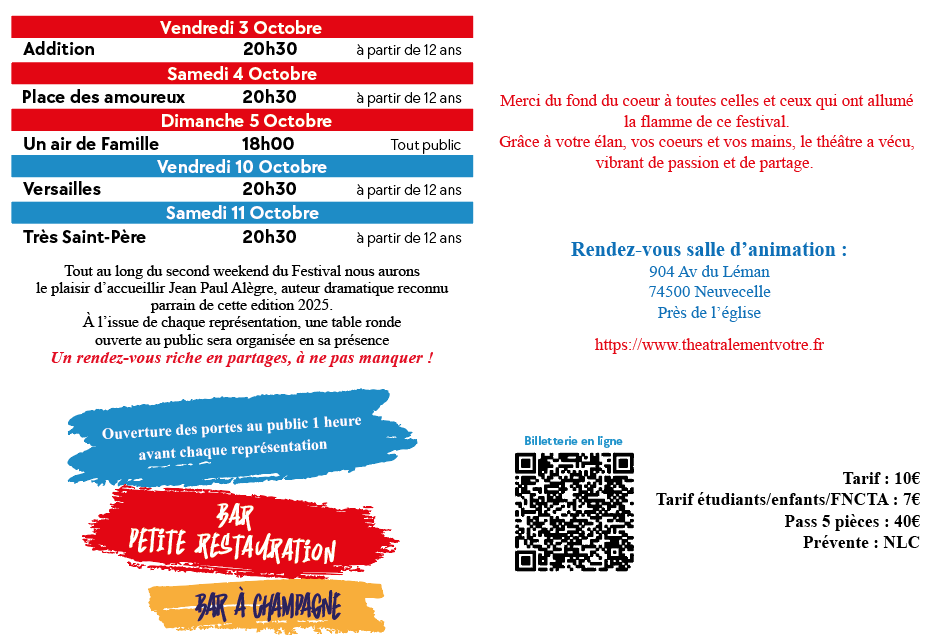 Vendredi 3 Octobre
Addition 20h30 à partir de 12 ans
Samedi 4 Octobre
Place des amoureux 20h30 à partir de 12 ans
Dimanche 5 Octobre
Un air de Famille 18h00 Tout public
Vendredi 10 Octobre
Versailles 20h30 à partir de 12 ans
Samedi 11 Octobre
Très Saint-Père 20h30 à partir de 12 ans
Tout au long du second weekend du Festival nous aurons
le plaisir d'accueillir Jean Paul Alègre, auteur dramatique reconnu
parrain de cette edition 2025.
À l'issue de chaque représentation, une table ronde
ouverte au public sera organisée en sa présence
Un rendez-vous riche en partages, à ne pas manquer !
Ouverture des portes au public 1 heure
avant chaque représentation
BAR
PETITE RESTAURATION
BAR À CHAMPAGNE
Merci du fond du coeur à toutes celles et ceux qui ont allumé
la flamme de ce festival.
Grâce à votre élan, vos coeurs et vos mains, le théâtre a vécu,
vibrant de passion et de partage.
Rendez-vous salle d'animation :
904 Av du Léman
74500 Neuvecelle
Près de l'église
https://www.theatralementvotre.fr
Billetterie en ligne
Tarif : 10€
Tarif étudiants/enfants/FNCTA : 7€
Pass 5 pièces : 40€
Prévente : NLC